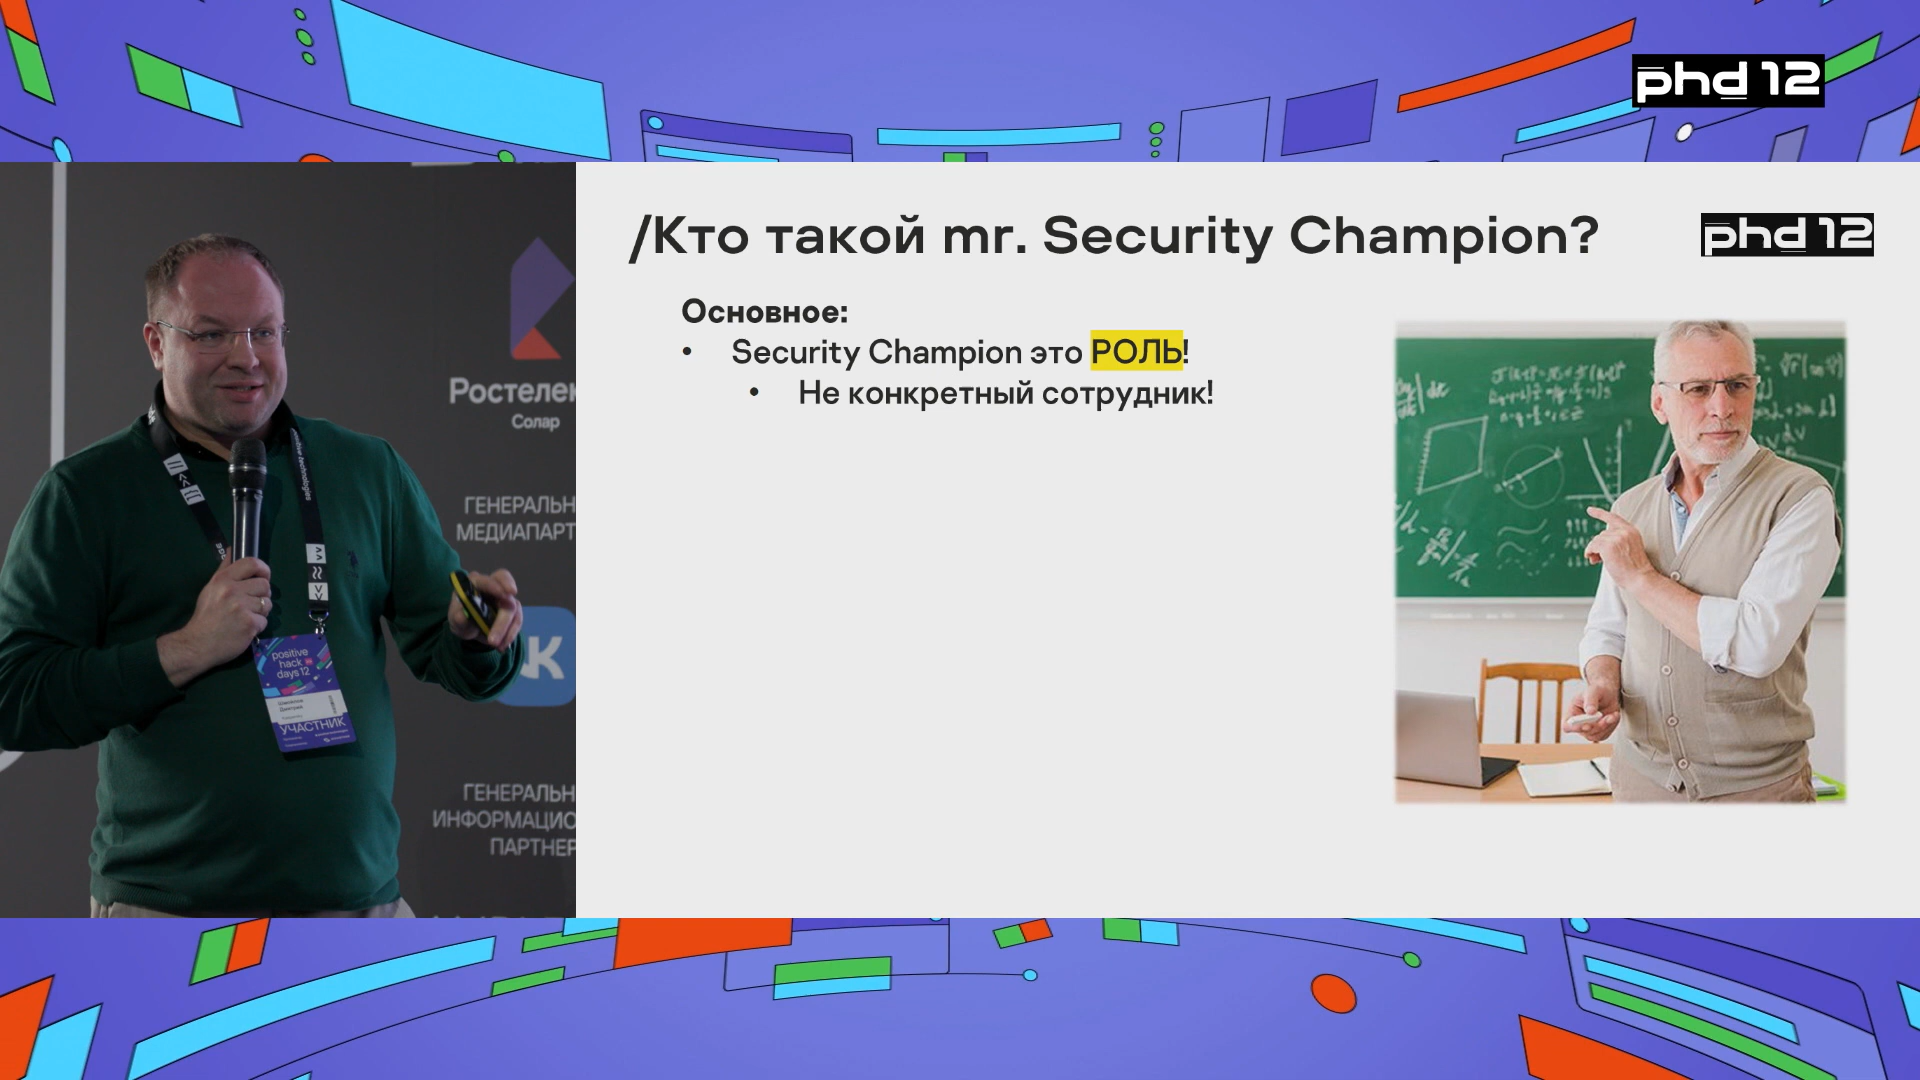 phd 12
/Кто такой mr. Security Champion?
phd 12
Основное:
• Security Champion это РОЛЬ!
• Не конкретный сотрудник!
Ростелек
Солар
ГЕНЕРАЛЬН
МЕДИАПАРТ
positive
hack
days 12
УЧАСТНИК
ГЕНЕРАЛЬН
ИНФОРМАЦИО
ПАРТНЕР